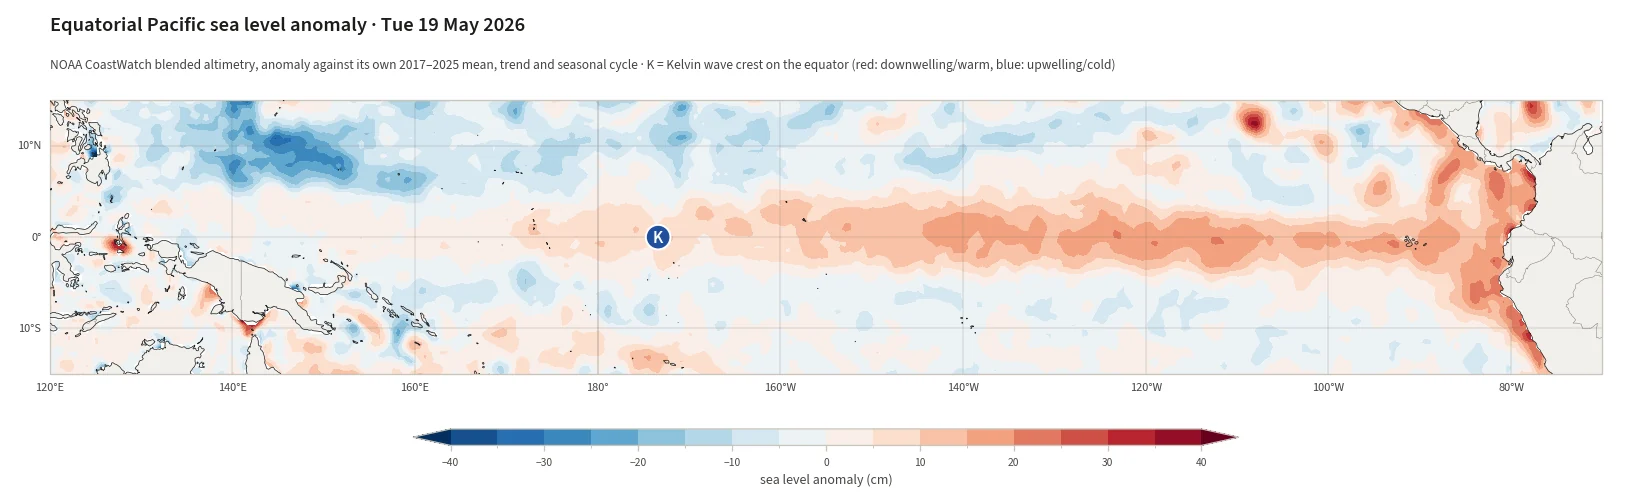 Equatorial Pacific sea level anomaly · Tue 19 May 2026
NOAA CoastWatch blended altimetry, anomaly against its own 2017–2025 mean, trend and seasonal cycle · K = Kelvin wave crest on the equator (red: downwelling/warm, blue: upwelling/cold)
10°N
0°
K
10°S
120°E 140°E 160°E 180° 160°W 140°W 120°W 100°W 80°W
−40 −30 −20 −10 0 10 20 30 40
sea level anomaly (cm)